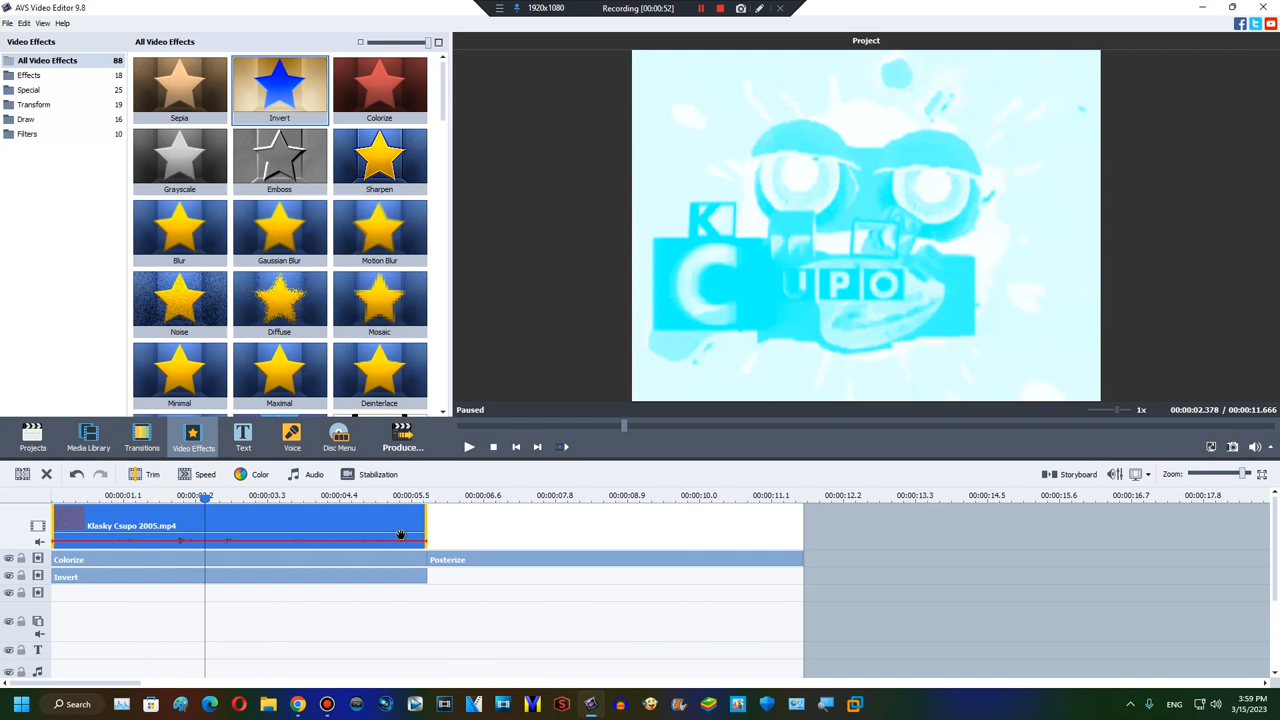 AVS Video Editor 9.8
1920x1080
Recording [00:00:52]
File Edit View Help
Video Effects
All Video Effects
Project
All Video Effects 88
Effects 18
Special 25
Transform 19
Draw 16
Filters 10
Sepia
Invert
Colorize
Grayscale
Emboss
Sharpen
Blur
Gaussian Blur
Motion Blur
Noise
Diffuse
Mosaic
Minimal
Maximal
Deinterlace
K
C UPO
Paused
1x
00:00:02.378 / 00:00:11.666
Projects
Media Library
Transitions
Video Effects
Text
Voice
Disc Menu
Produce...
Trim
Speed
Color
Audio
Stabilization
Storyboard
Zoom:
00:00:01.1 00:00:02.2 00:00:03.3 00:00:04.4 00:00:05.5 00:00:06.6 00:00:07.8 00:00:08.9 00:00:10.0 00:00:11.1 00:00:12.2 00:00:13.3 00:00:14.5 00:00:15.6 00:00:16.7 00:00:17.8
Klasky Csupo 2005.mp4
Colorize
Posterize
Invert
T
Search
ENG
3:59 PM
3/15/2023